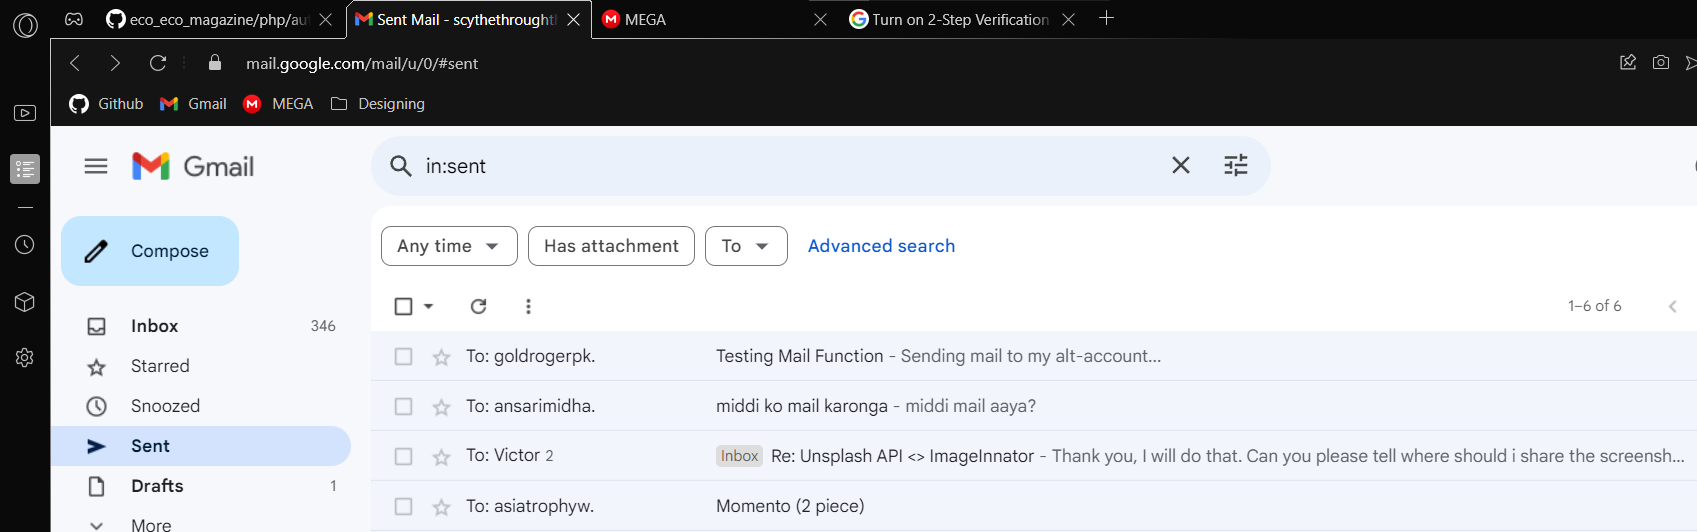 eco_eco_magazine/php/au
Sent Mail - scythethrough
MEGA
Turn on 2-Step Verification
mail.google.com/mail/u/0/#sent
Github
Gmail
MEGA
Designing
Gmail
in:sent
Compose
Any time
Has attachment
To
Advanced search
1–6 of 6
Inbox 346
Starred
Snoozed
Sent
Drafts 1
More
To: goldrogerpk. Testing Mail Function - Sending mail to my alt-account...
To: ansarimidha. middi ko mail karonga - middi mail aaya?
To: Victor 2 Inbox Re: Unsplash API <> ImageInnator - Thank you, I will do that. Can you please tell where should i share the screensh...
To: asiatrophyw. Momento (2 piece)